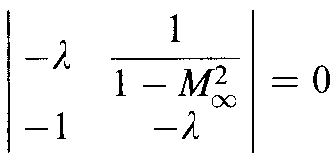 | -λ    1/(1 - M∞²) |
| -1    -λ | = 0